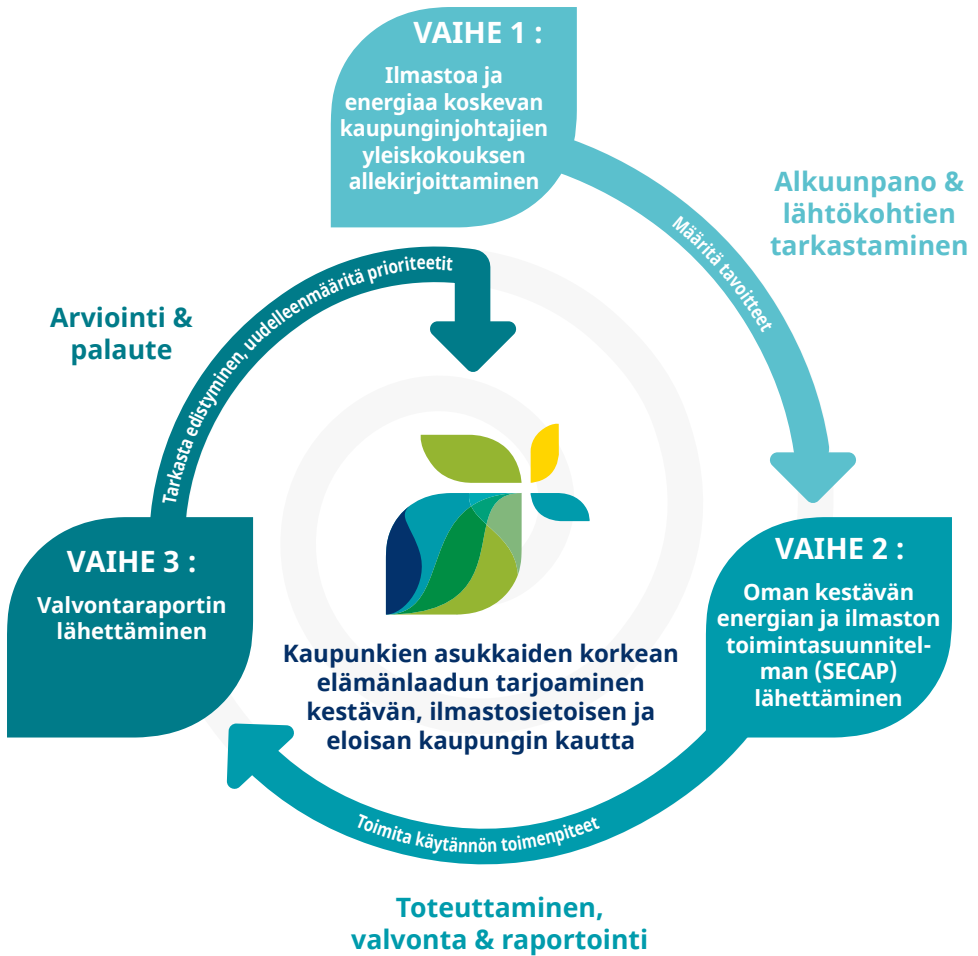 VAIHE 1 :
Ilmastoa ja
energiaa koskevan
kaupunginjohtajien
yleiskokouksen
allekirjoittaminen
Määritä tavoitteet
Alkuunpano &
lähtökohtien
tarkastaminen
VAIHE 2 :
Oman kestävän
energian ja ilmaston
toimintasuunnitel-
man (SECAP)
lähettäminen
Toimita käytännön toimenpiteet
Toteuttaminen,
valvonta & raportointi
VAIHE 3 :
Valvontaraportin
lähettäminen
Tarkasta edistyminen, uudelleenmääritä prioriteetit
Arviointi &
palaute
Kaupunkien asukkaiden korkean
elämänlaadun tarjoaminen
kestävän, ilmastosietoisen ja
eloisan kaupungin kautta